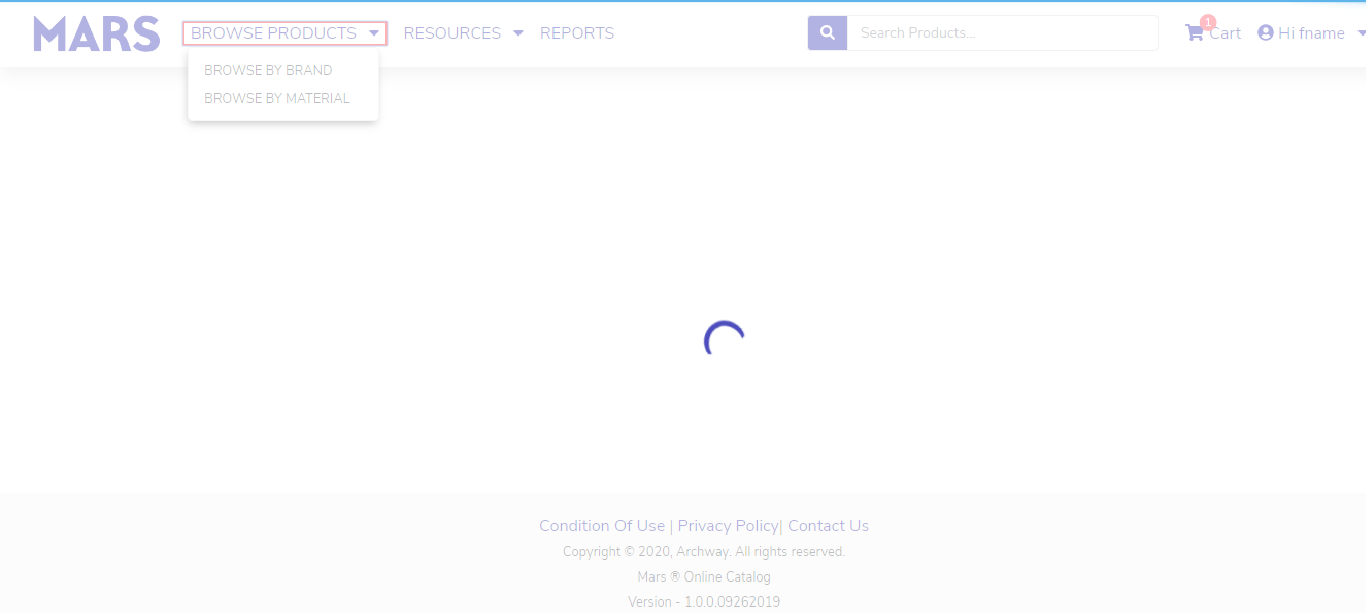 MARS BROWSE PRODUCTS RESOURCES REPORTS Search Products... 1 Cart Hi fname
BROWSE BY BRAND
BROWSE BY MATERIAL
Condition Of Use | Privacy Policy| Contact Us
Copyright © 2020, Archway. All rights reserved.
Mars ® Online Catalog
Version - 1.0.0.09262019